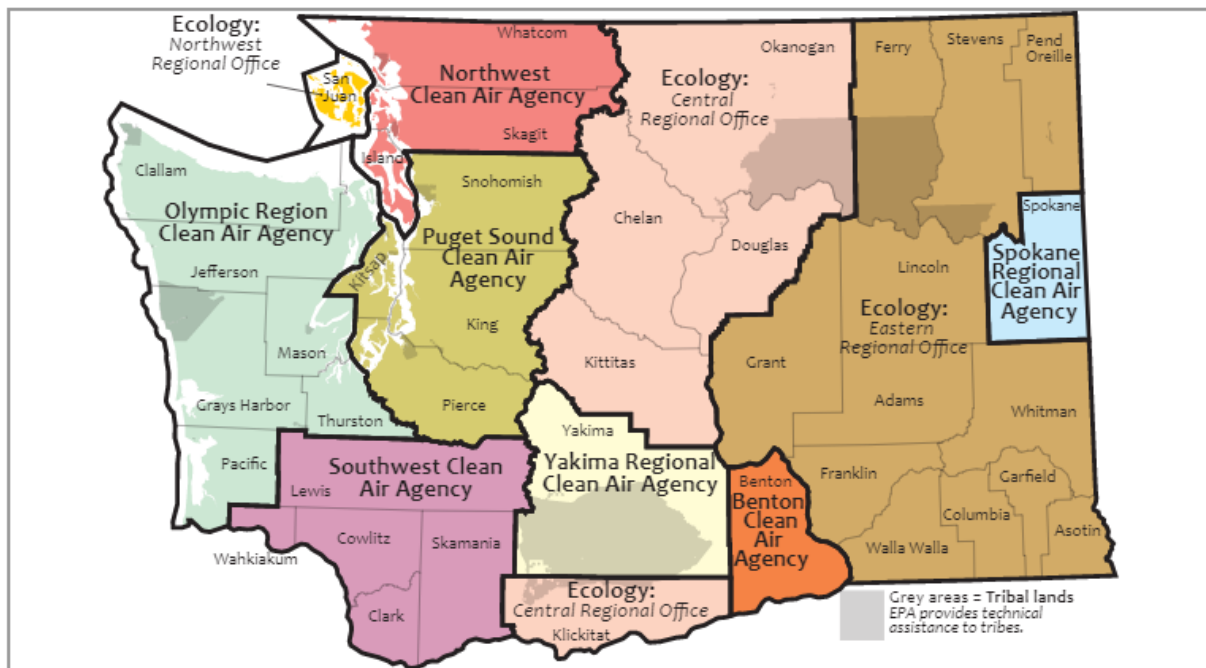 Ecology:
Northwest
Regional Office
San
Juan
Whatcom
Northwest
Clean Air Agency
Skagit
Island
Okanogan
Ecology:
Central
Regional Office
Chelan
Douglas
Kittitas
Ferry
Stevens
Pend
Oreille
Spokane
Spokane
Regional
Clean Air
Agency
Lincoln
Ecology:
Eastern
Regional Office
Grant
Adams
Whitman
Franklin
Garfield
Columbia
Walla Walla
Asotin
Clallam
Olympic Region
Clean Air Agency
Jefferson
Mason
Grays Harbor
Thurston
Pacific
Snohomish
Puget Sound
Clean Air
Agency
Kitsap
King
Pierce
Southwest Clean
Air Agency
Lewis
Wahkiakum
Cowlitz
Skamania
Clark
Yakima
Yakima Regional
Clean Air Agency
Benton
Benton
Clean
Air
Agency
Ecology:
Central Regional Office
Klickitat
Grey areas = Tribal lands
EPA provides technical
assistance to tribes.